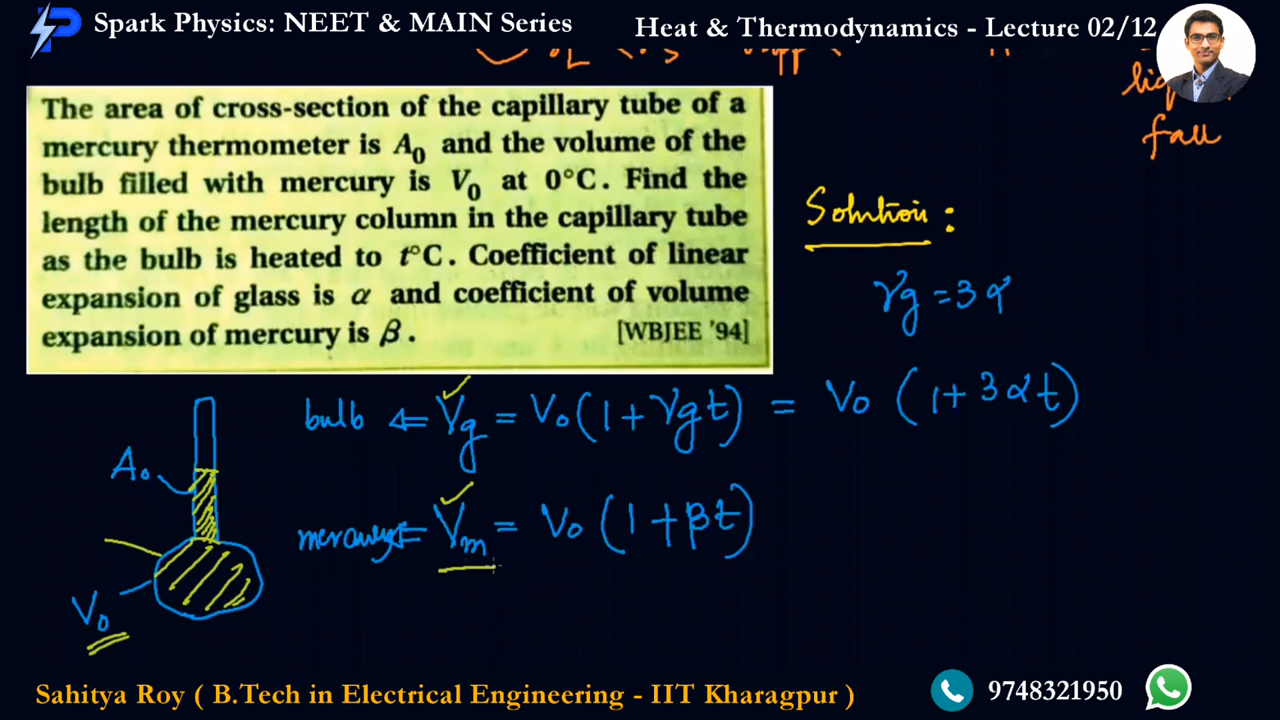 Spark Physics: NEET & MAIN Series
Heat & Thermodynamics - Lecture 02/12
fall
The area of cross-section of the capillary tube of a
mercury thermometer is A₀ and the volume of the
bulb filled with mercury is V₀ at 0°C. Find the
length of the mercury column in the capillary tube
as the bulb is heated to t°C. Coefficient of linear
expansion of glass is α and coefficient of volume
expansion of mercury is β.
[WBJEE '94]
Solution :
γg = 3α
bulb ⇐ Vg = V₀(1+γgt) = V₀ (1+3αt)
A₀
mercury ⇐ Vm = V₀ (1+βt)
V₀
Sahitya Roy ( B.Tech in Electrical Engineering - IIT Kharagpur )
9748321950